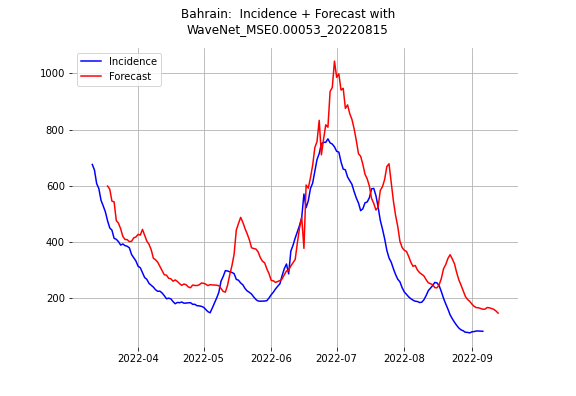 Bahrain:  Incidence + Forecast with
WaveNet_MSE0.00053_20220815
Incidence
Forecast
1000
800
600
400
200
2022-04
2022-05
2022-06
2022-07
2022-08
2022-09